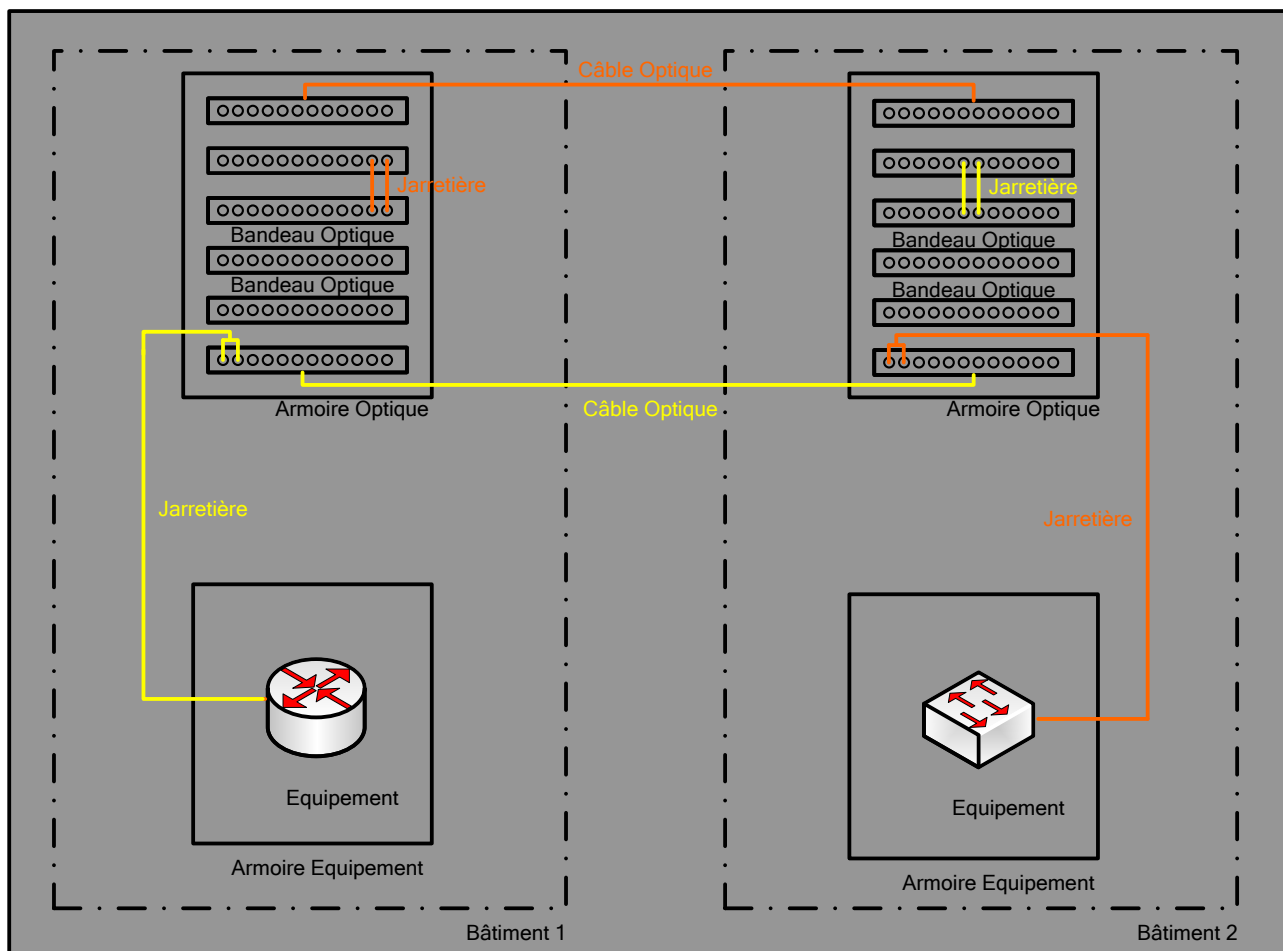 Câble Optique
Jarretière
Jarretière
Bandeau Optique
Bandeau Optique
Bandeau Optique
Bandeau Optique
Armoire Optique
Câble Optique
Armoire Optique
Jarretière
Jarretière
Equipement
Equipement
Armoire Equipement
Armoire Equipement
Bâtiment 1
Bâtiment 2